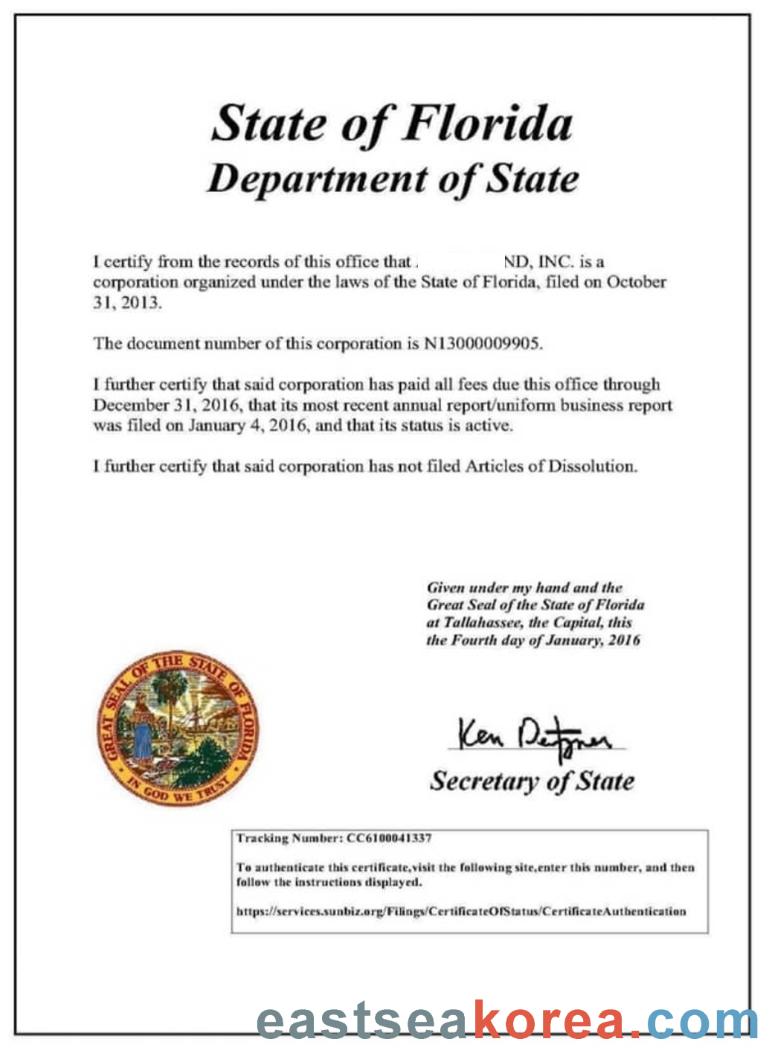 State of Florida
Department of State
I certify from the records of this office that ND, INC. is a
corporation organized under the laws of the State of Florida, filed on October
31, 2013.
The document number of this corporation is N13000009905.
I further certify that said corporation has paid all fees due this office through
December 31, 2016, that its most recent annual report/uniform business report
was filed on January 4, 2016, and that its status is active.
I further certify that said corporation has not filed Articles of Dissolution.
Given under my hand and the
Great Seal of the State of Florida
at Tallahassee, the Capital, this
the Fourth day of January, 2016
GREAT SEAL OF THE STATE OF FLORIDA
IN GOD WE TRUST
Ken Detzner
Secretary of State
Tracking Number: CC6100041337
To authenticate this certificate,visit the following site,enter this number, and then
follow the instructions displayed.
https://services.sunbiz.org/Filings/CertificateOfStatus/CertificateAuthentication
eastseakorea.com